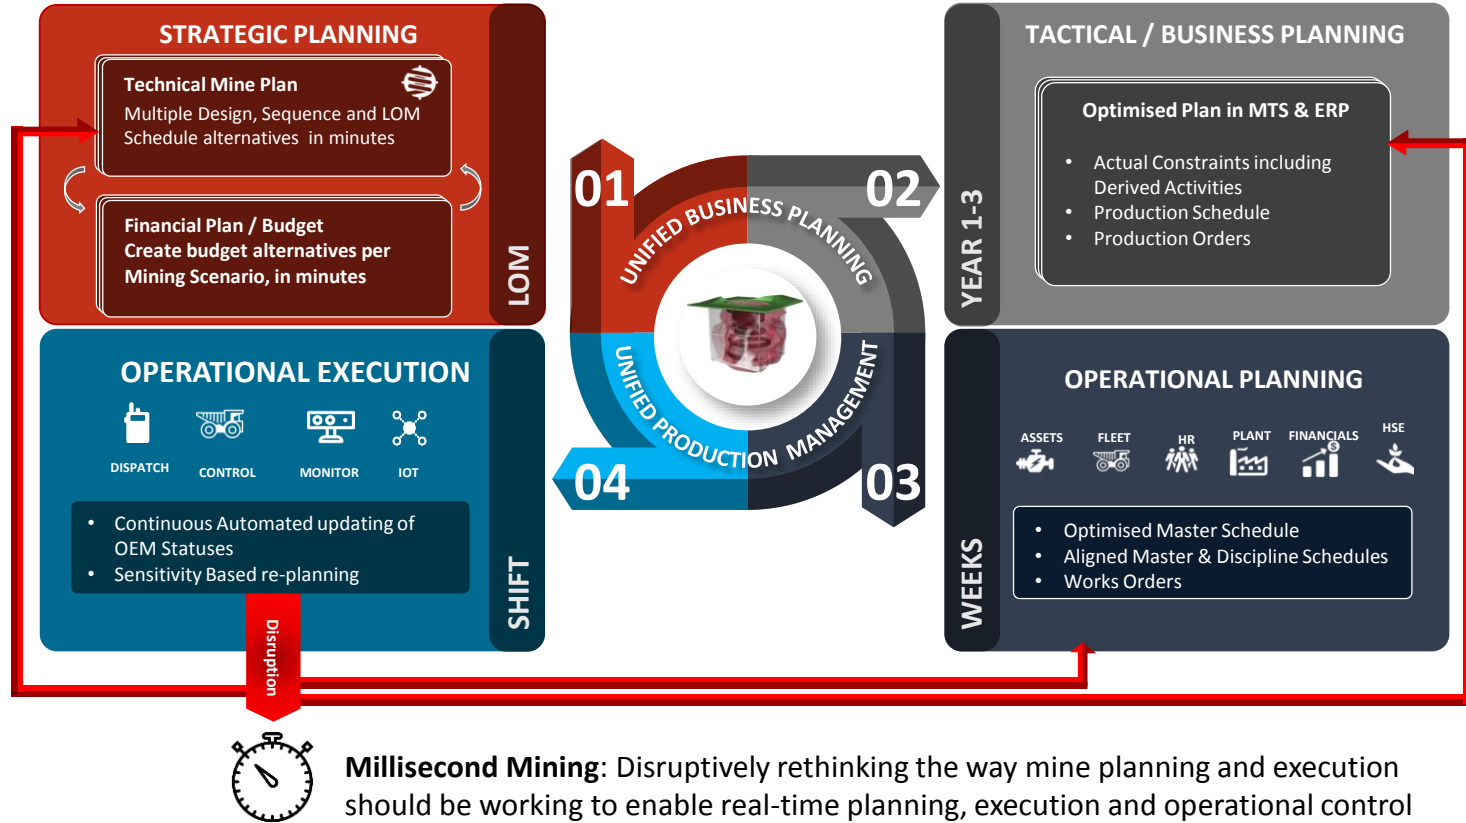 STRATEGIC PLANNING
Technical Mine Plan
Multiple Design, Sequence and LOM
Schedule alternatives in minutes
Financial Plan / Budget
Create budget alternatives per
Mining Scenario, in minutes
LOM
01
02
UNIFIED BUSINESS PLANNING
UNIFIED PRODUCTION MANAGEMENT
04
03
TACTICAL / BUSINESS PLANNING
YEAR 1-3
Optimised Plan in MTS & ERP
• Actual Constraints including
Derived Activities
• Production Schedule
• Production Orders
OPERATIONAL EXECUTION
DISPATCH
CONTROL
MONITOR
IOT
• Continuous Automated updating of
OEM Statuses
• Sensitivity Based re-planning
SHIFT
Disruption
OPERATIONAL PLANNING
ASSETS
FLEET
HR
PLANT
FINANCIALS
$
HSE
• Optimised Master Schedule
• Aligned Master & Discipline Schedules
• Works Orders
WEEKS
Millisecond Mining: Disruptively rethinking the way mine planning and execution
should be working to enable real-time planning, execution and operational control